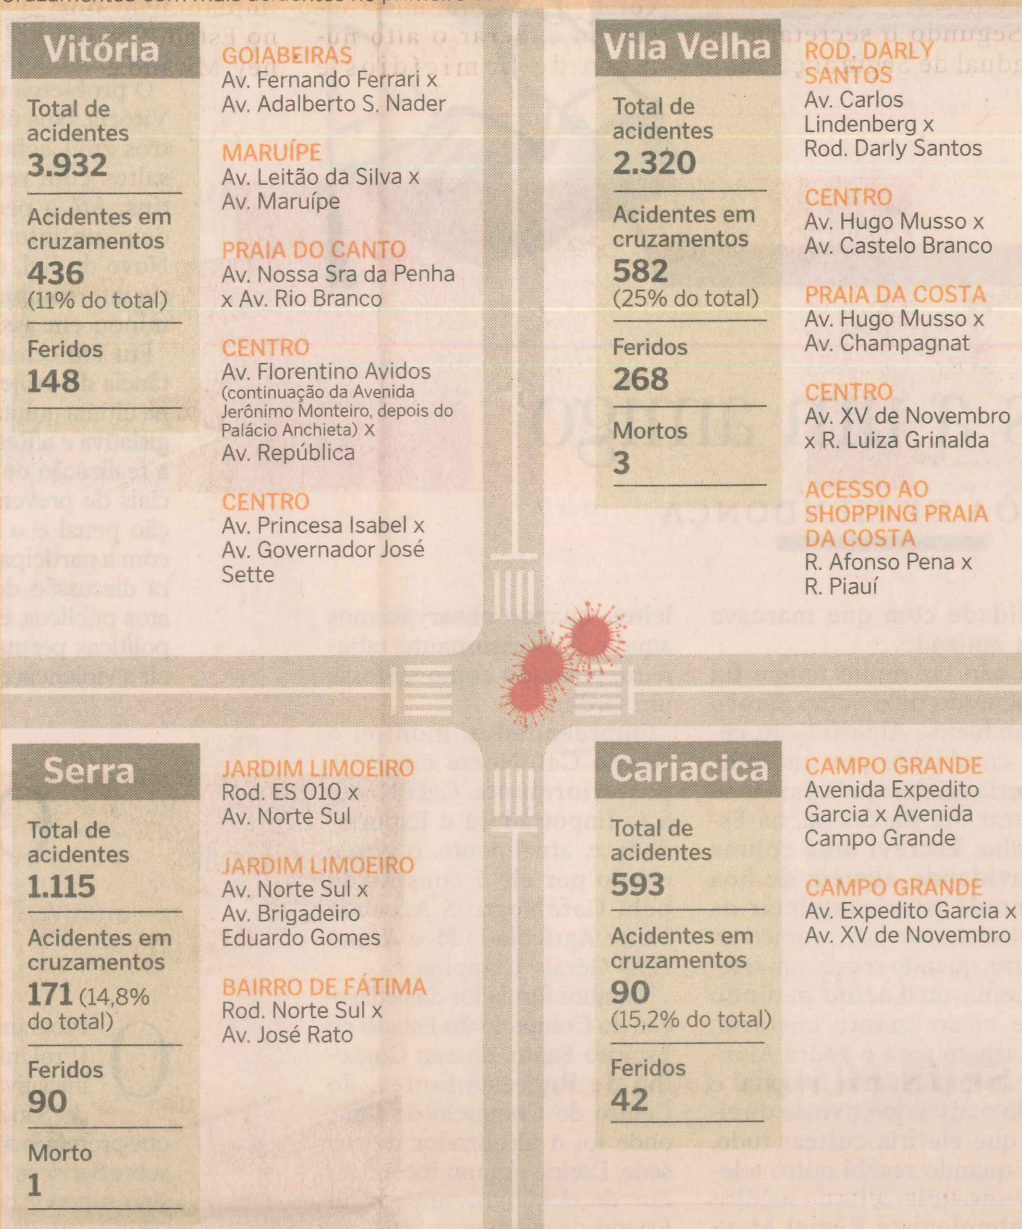 Vitória
Total de
acidentes
3.932
Acidentes em
cruzamentos
436
(11% do total)
Feridos
148
GOIABEIRAS
Av. Fernando Ferrari x
Av. Adalberto S. Nader
MARUÍPE
Av. Leitão da Silva x
Av. Maruípe
PRAIA DO CANTO
Av. Nossa Sra da Penha
x Av. Rio Branco
CENTRO
Av. Florentino Avidos
(continuação da Avenida
Jerônimo Monteiro, depois do
Palácio Anchieta) x
Av. República
CENTRO
Av. Princesa Isabel x
Av. Governador José
Sette
Vila Velha
Total de
acidentes
2.320
Acidentes em
cruzamentos
582
(25% do total)
Feridos
268
Mortos
3
ROD. DARLY
SANTOS
Av. Carlos
Lindenberg x
Rod. Darly Santos
CENTRO
Av. Hugo Musso x
Av. Castelo Branco
PRAIA DA COSTA
Av. Hugo Musso x
Av. Champagnat
CENTRO
Av. XV de Novembro
x R. Luiza Grinalda
ACESSO AO
SHOPPING PRAIA
DA COSTA
R. Afonso Pena x
R. Piauí
Serra
Total de
acidentes
1.115
Acidentes em
cruzamentos
171 (14,8%
do total)
Feridos
90
Morto
1
JARDIM LIMOEIRO
Rod. ES 010 x
Av. Norte Sul
JARDIM LIMOEIRO
Av. Norte Sul x
Av. Brigadeiro
Eduardo Gomes
BAIRRO DE FÁTIMA
Rod. Norte Sul x
Av. José Rato
Cariacica
Total de
acidentes
593
Acidentes em
cruzamentos
90
(15,2% do total)
Feridos
42
CAMPO GRANDE
Avenida Expedito
Garcia x Avenida
Campo Grande
CAMPO GRANDE
Av. Expedito Garcia x
Av. XV de Novembro